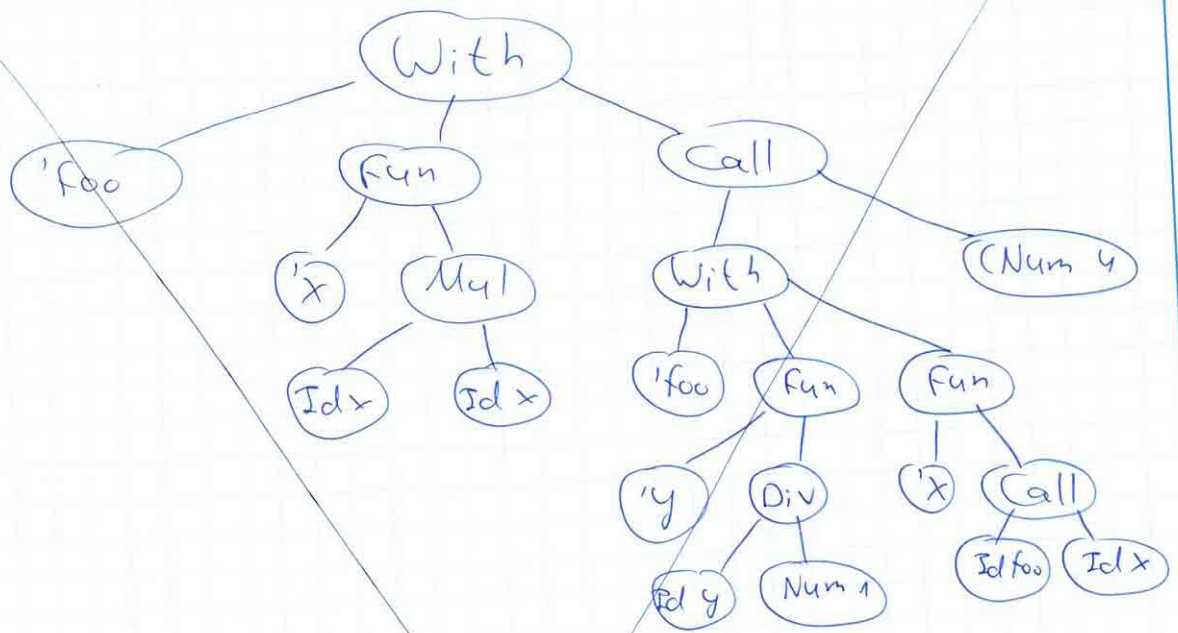 With
'foo Fun Call
'x Mul With (Num 4
Id x Id x 'foo Fun Fun
'y Div 'x Call
Id y Num 1 Id foo Id x